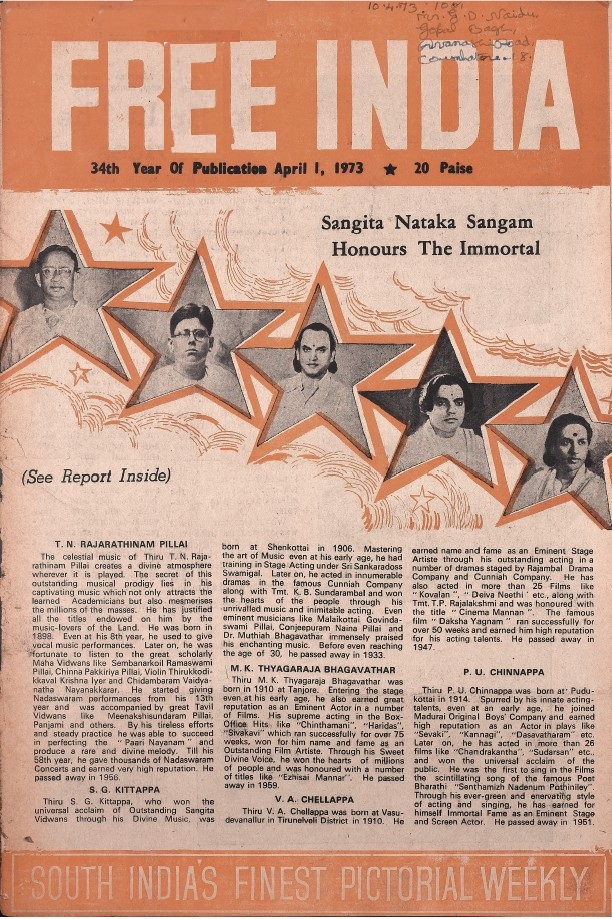 10.4.73
Mr. G. D. Naidu
Gopal Bagh,
Road
Coimbatore. 18.
FREE INDIA
34th Year Of Publication April 1, 1973 ★ 20 Paise
Sangita Nataka Sangam
Honours The Immortal
(See Report Inside)
T. N. RAJARATHINAM PILLAI
The celestial music of Thiru T. N. Raja-
rathinam Pillai creates a divine atmosphere
wherever it is played. The secret of this
outstanding musical prodigy lies in his
captivating music which not only attracts the
learned Academicians but also mesmerises
the millions of the masses. He has justified
all the titles endowed on him by the
music-lovers of the Land. He was born in
1898. Even at his 8th year, he used to give
vocal music performances. Later on, he was
fortunate to listen to the great scholarly
Maha Vidwans like Sembanarkoil Ramaswami
Pillai, Chinna Pakkiriya Pillai, Violin Thirukkodi-
kkaval Krishna Iyer and Chidambaram Vaidya-
natha Nayanakkarar. He started giving
Nadaswaram performances from his 13th
year and was accompanied by great Tavil
Vidwans like Meenakshisundaram Pillai,
Panjami and others. By his tireless efforts
and steady practice he was able to succeed
in perfecting the "Paari Nayanam" and
produce a rare and divine melody. Till his
58th year, he gave thousands of Nadaswaram
Concerts and earned very high reputation. He
passed away in 1956.
S. G. KITTAPPA
Thiru S. G. Kittappa, who won the
universal acclaim of Outstanding Sangita
Vidwans through his Divine Music, was
born at Shenkottai in 1906. Mastering
the art of Music even at his early age, he had
training in Stage Acting under Sri Sankaradoss
Swamigal. Later on, he acted in innumerable
dramas in the famous Cunniah Company
along with Tmt. K. B. Sundarambal and won
the hearts of the people through his
unrivalled music and inimitable acting. Even
eminent musicians like Malaikottai Govinda-
swami Pillai, Conjeepuram Naina Pillai and
Dr. Muthiah Bhagavathar immensely praised
his enchanting music. Before even reaching
the age of 30, he passed away in 1933.
M. K. THYAGARAJA BHAGAVATHAR
Thiru M. K. Thyagaraja Bhagavathar was
born in 1910 at Tanjore. Entering the stage
even at his early age, he also earned great
reputation as an Eminent Actor in a number
of Films. His supreme acting in the Box-
Office Hits like "Chinthamani", "Haridas",
"Sivakavi" which ran successfully for over 75
weeks, won for him name and fame as an
Outstanding Film Artiste. Through his Sweet
Divine Voice, he won the hearts of millions
of people and was honoured with a number
of titles like "Ezhisai Mannar". He passed
away in 1959.
V. A. CHELLAPPA
Thiru V. A. Chellappa was born at Vasu-
devanallur in Tirunelveli District in 1910. He
earned name and fame as an Eminent Stage
Artiste through his outstanding acting in a
number of dramas staged by Rajambal Drama
Company and Cunniah Company. He has
also acted in more than 25 Films like
"Kovalan", "Deiva Neethi" etc., along with
Tmt. T.P. Rajalakshmi and was honoured with
the title "Cinema Mannan". The famous
film "Daksha Yagnam" ran successfully for
over 50 weeks and earned him high reputation
for his acting talents. He passed away in
1947.
P. U. CHINNAPPA
Thiru P. U. Chinnappa was born at Pudu-
kottai in 1914. Spurred by his innate acting-
talents, even at an early age, he joined
Madurai Original Boys' Company and earned
high reputation as an Actor in plays like
"Sevaki", "Kannagi", "Dasavatharam" etc.
Later on, he has acted in more than 26
films like "Chandrakantha", "Sudarsan" etc.,
and won the universal acclaim of the
public. He was the first to sing in the Films
the scintillating song of the famous Poet
Bharathi "Senthamizh Nadenum Pothiniley".
Through his ever-green and enervating style
of acting and singing, he has earned for
himself Immortal Fame as an Eminent Stage
and Screen Actor. He passed away in 1951.
SOUTH INDIA'S FINEST PICTORIAL WEEKLY